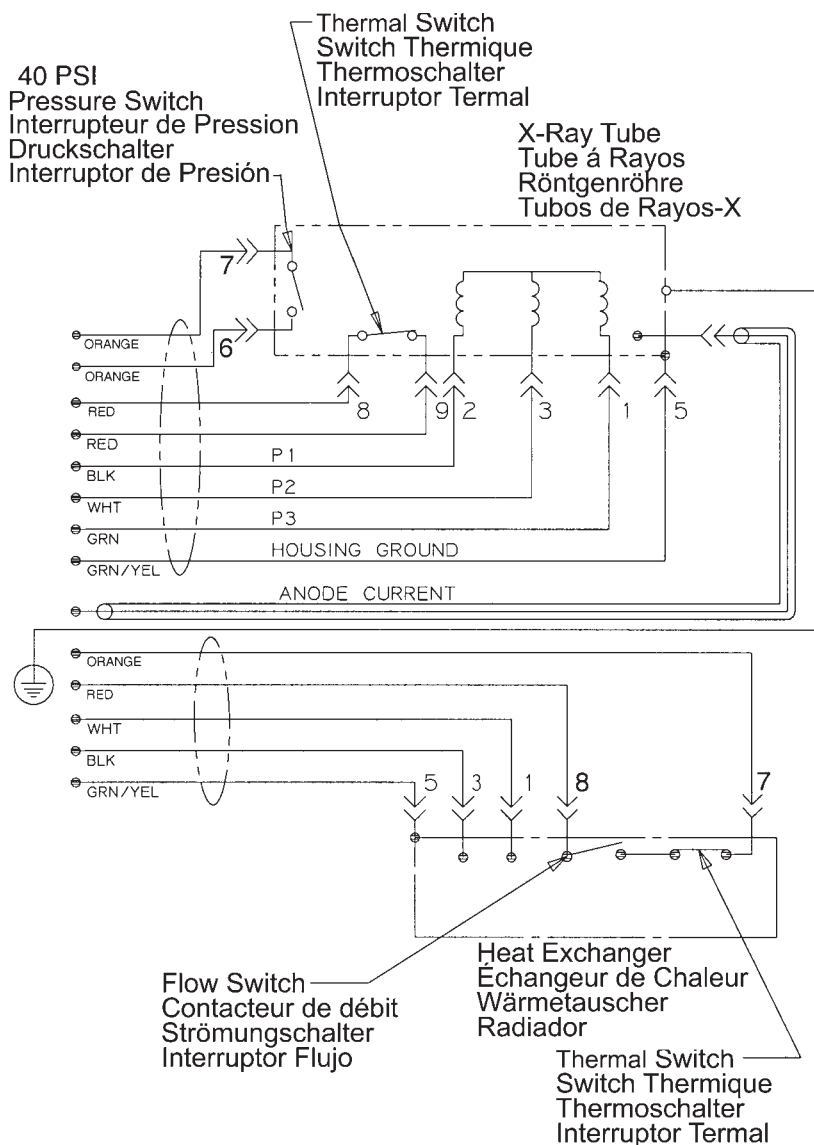 Thermal Switch
Switch Thermique
Thermoschalter
Interruptor Termal
40 PSI
Pressure Switch
Interrupteur de Pression
Druckschalter
Interruptor de Presión
X-Ray Tube
Tube á Rayos
Röntgenröhre
Tubos de Rayos-X
7
6
ORANGE
ORANGE
RED
8 9 2 3 1 5
RED
P1
BLK
P2
WHT
P3
GRN
HOUSING GROUND
GRN/YEL
ANODE CURRENT
ORANGE
RED
WHT
BLK
GRN/YEL
5 3 1 8 7
Heat Exchanger
Échangeur de Chaleur
Wärmetauscher
Radiador
Flow Switch
Contacteur de débit
Strömungschalter
Interruptor Flujo
Thermal Switch
Switch Thermique
Thermoschalter
Interruptor Termal